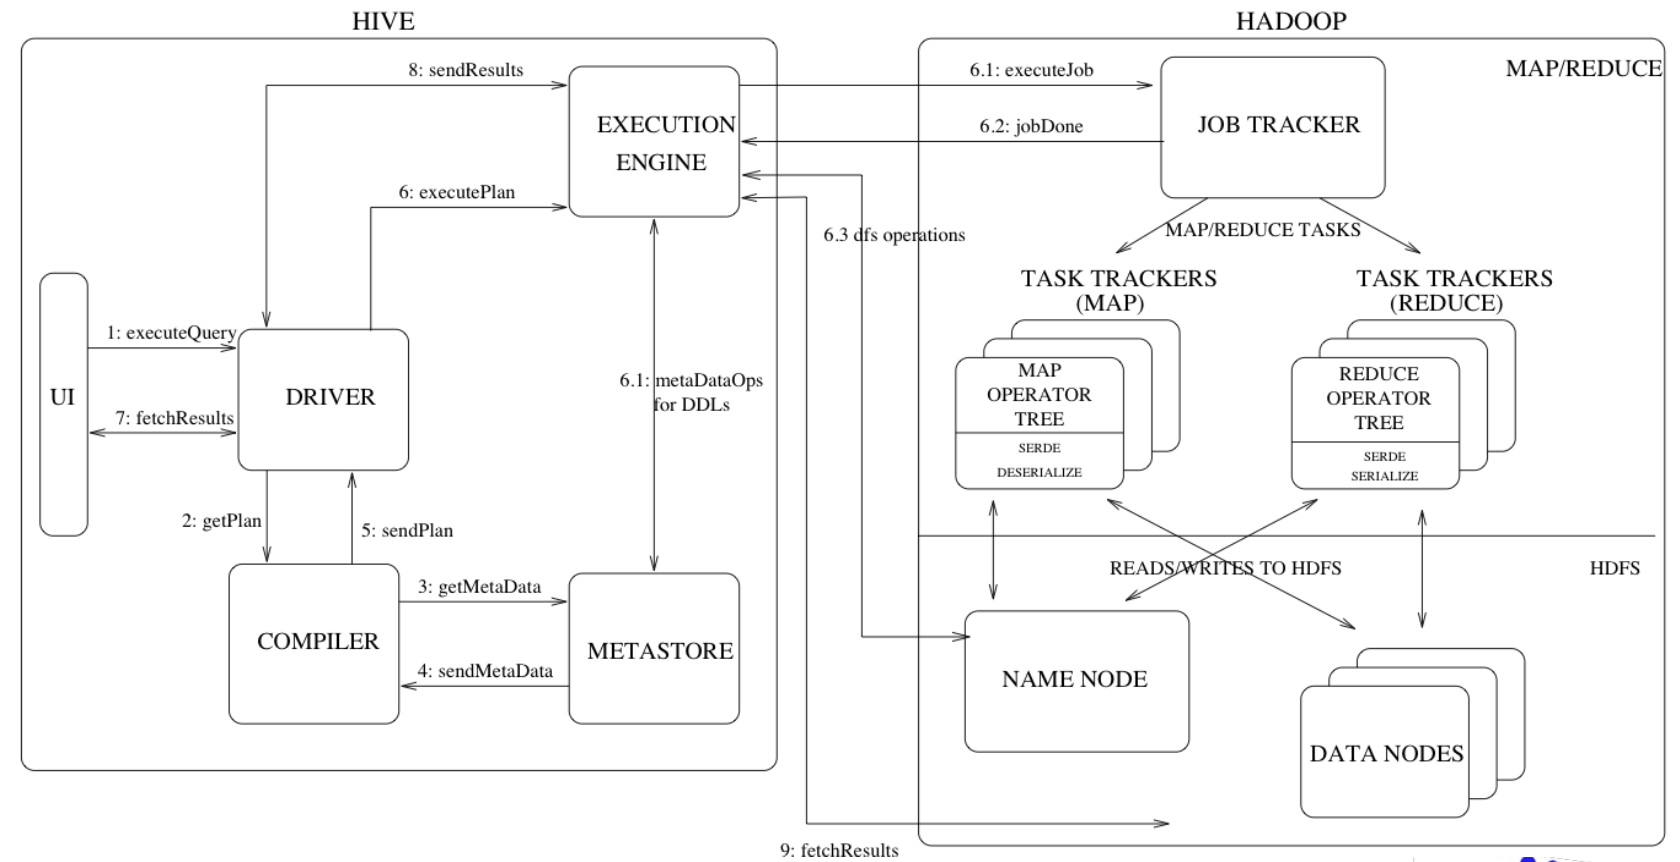 HIVE
HADOOP
8: sendResults
6.1: executeJob
MAP/REDUCE
EXECUTION
ENGINE
6.2: jobDone
JOB TRACKER
6: executePlan
6.3 dfs operations
MAP/REDUCE TASKS
TASK TRACKERS
(MAP)
TASK TRACKERS
(REDUCE)
1: executeQuery
UI
DRIVER
7: fetchResults
6.1: metaDataOps
for DDLs
MAP
OPERATOR
TREE
SERDE
DESERIALIZE
REDUCE
OPERATOR
TREE
SERDE
SERIALIZE
2: getPlan
5: sendPlan
READS/WRITES TO HDFS
HDFS
3: getMetaData
COMPILER
METASTORE
4: sendMetaData
NAME NODE
DATA NODES
9: fetchResults